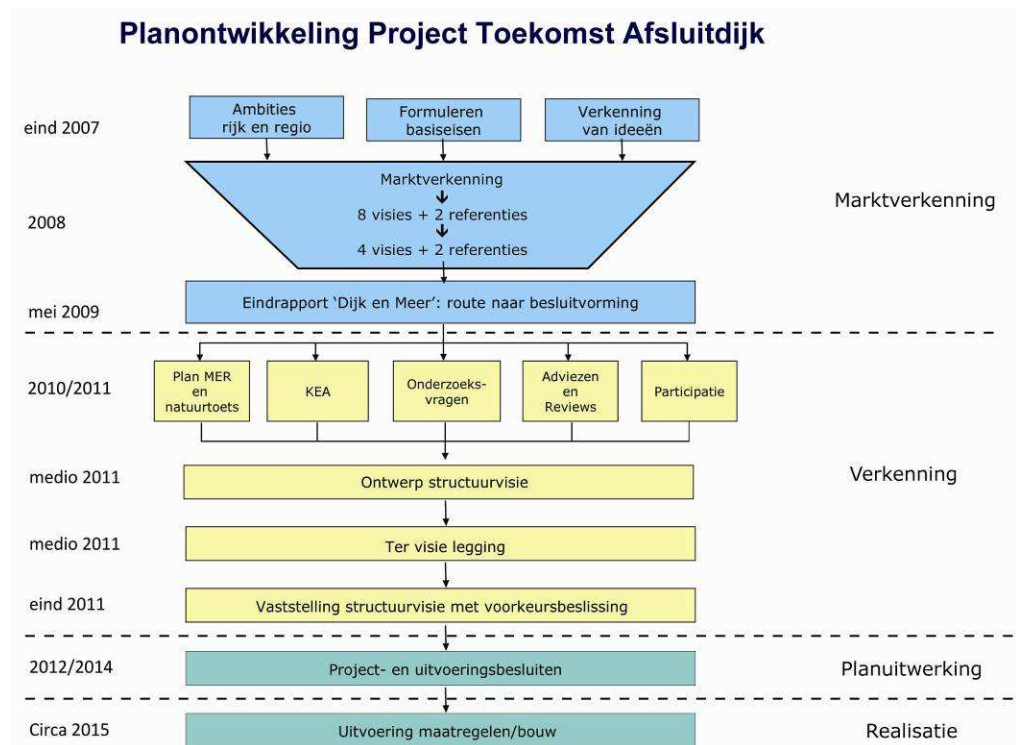 Planontwikkeling Project Toekomst Afsluitdijk
eind 2007
Ambities
rijk en regio
Formuleren
basiseisen
Verkenning
van ideeën
2008
Marktverkenning
8 visies + 2 referenties
4 visies + 2 referenties
Marktverkenning
mei 2009
Eindrapport ‘Dijk en Meer’: route naar besluitvorming
2010/2011
Plan MER
en
natuurtoets
KEA
Onderzoeks-
vragen
Adviezen
en
Reviews
Participatie
medio 2011
Ontwerp structuurvisie
Verkenning
medio 2011
Ter visie legging
eind 2011
Vaststelling structuurvisie met voorkeursbeslissing
2012/2014
Project- en uitvoeringsbesluiten
Planuitwerking
Circa 2015
Uitvoering maatregelen/bouw
Realisatie